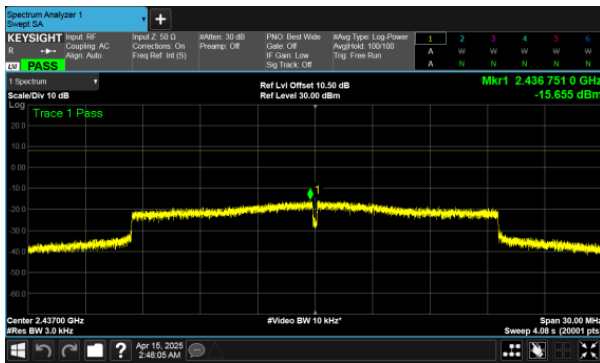 Spectrum Analyzer 1
Swept SA
+
KEYSIGHT
R
LXI
PASS
Input: RF
Coupling: AC
Align: Auto
Input Z: 50 Ω
Corrections: On
Freq Ref: Int (S)
#Atten: 30 dB
Preamp: Off
PNO: Best Wide
Gate: Off
IF Gain: Low
Sig Track: Off
#Avg Type: Log-Power
Avg|Hold: 100/100
Trig: Free Run
1 2 3 4 5 6
A W W W W W
A N N N N N
1 Spectrum
Scale/Div 10 dB
Ref Lvl Offset 10.50 dB
Ref Level 30.00 dBm
Mkr1 2.436 751 0 GHz
-15.655 dBm
Log
Trace 1 Pass
20.0
10.0
0.00
-10.0
1
-20.0
-30.0
-40.0
-50.0
-60.0
Center 2.43700 GHz
#Res BW 3.0 kHz
#Video BW 10 kHz*
Span 30.00 MHz
Sweep 4.08 s (20001 pts)
?
Apr 15, 2025
2:48:05 AM